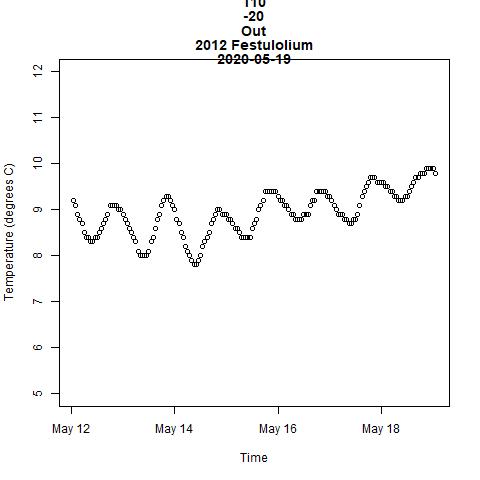 T10
-20
Out
2012 Festulolium
2020-05-19
12
11
10
9
8
7
6
5
Temperature (degrees C)
May 12 May 14 May 16 May 18
Time